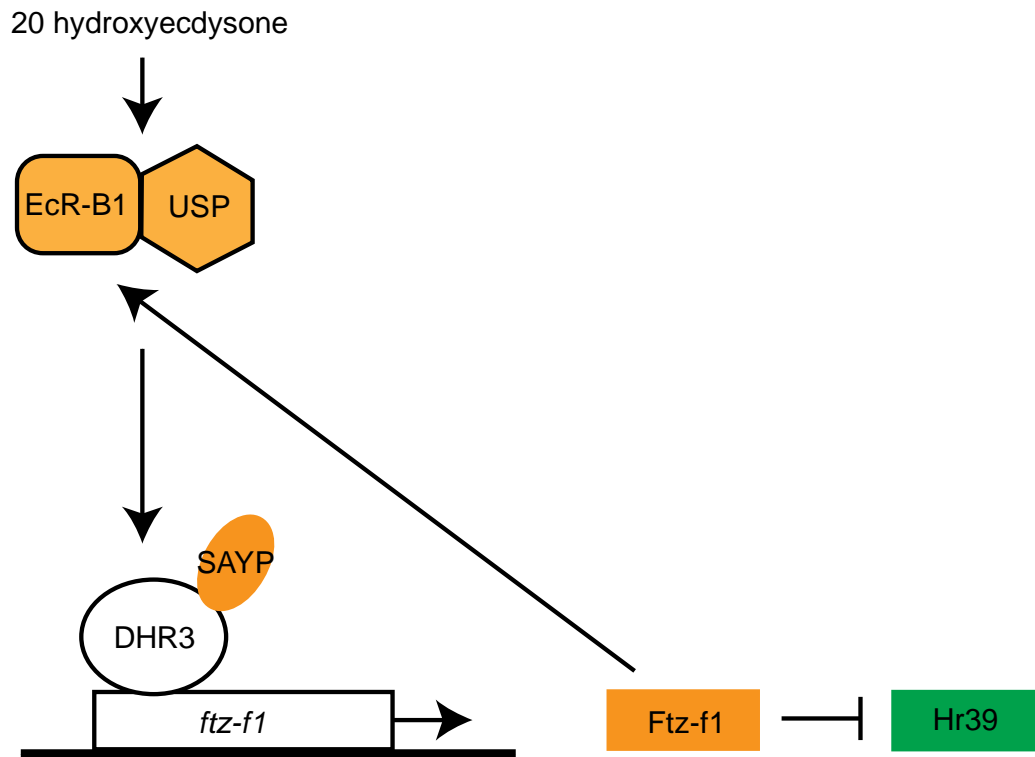 20 hydroxyecdysone
EcR-B1
USP
SAYP
DHR3
ftz-f1
Ftz-f1
Hr39